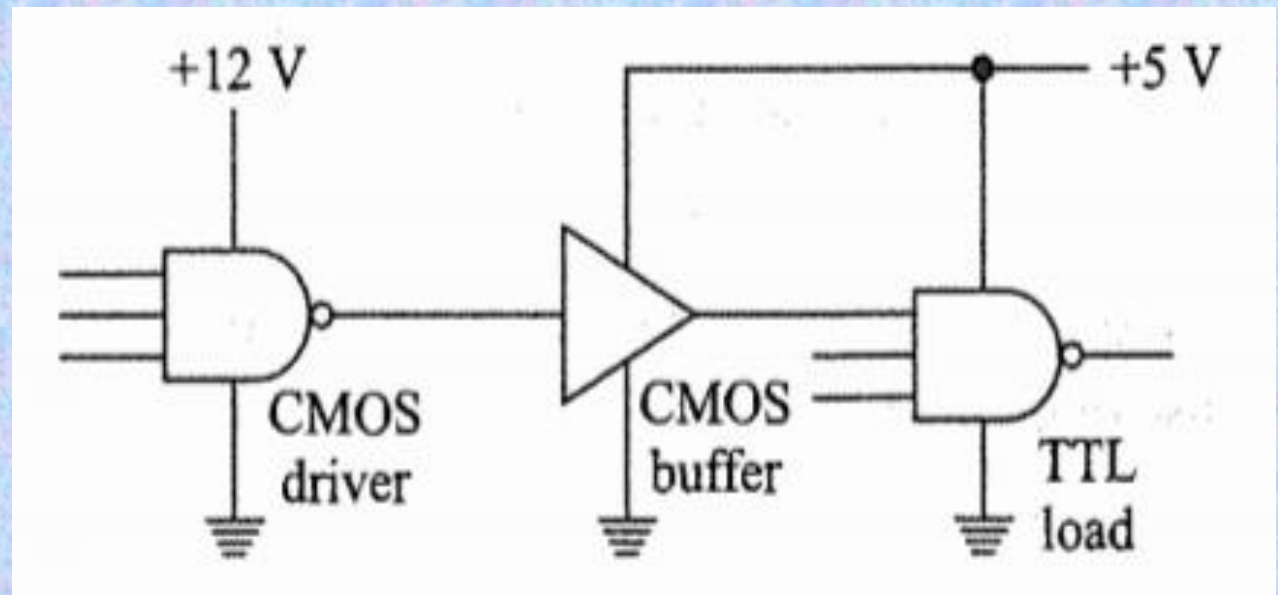 +12 V
+5 V
CMOS
driver
CMOS
buffer
TTL
load